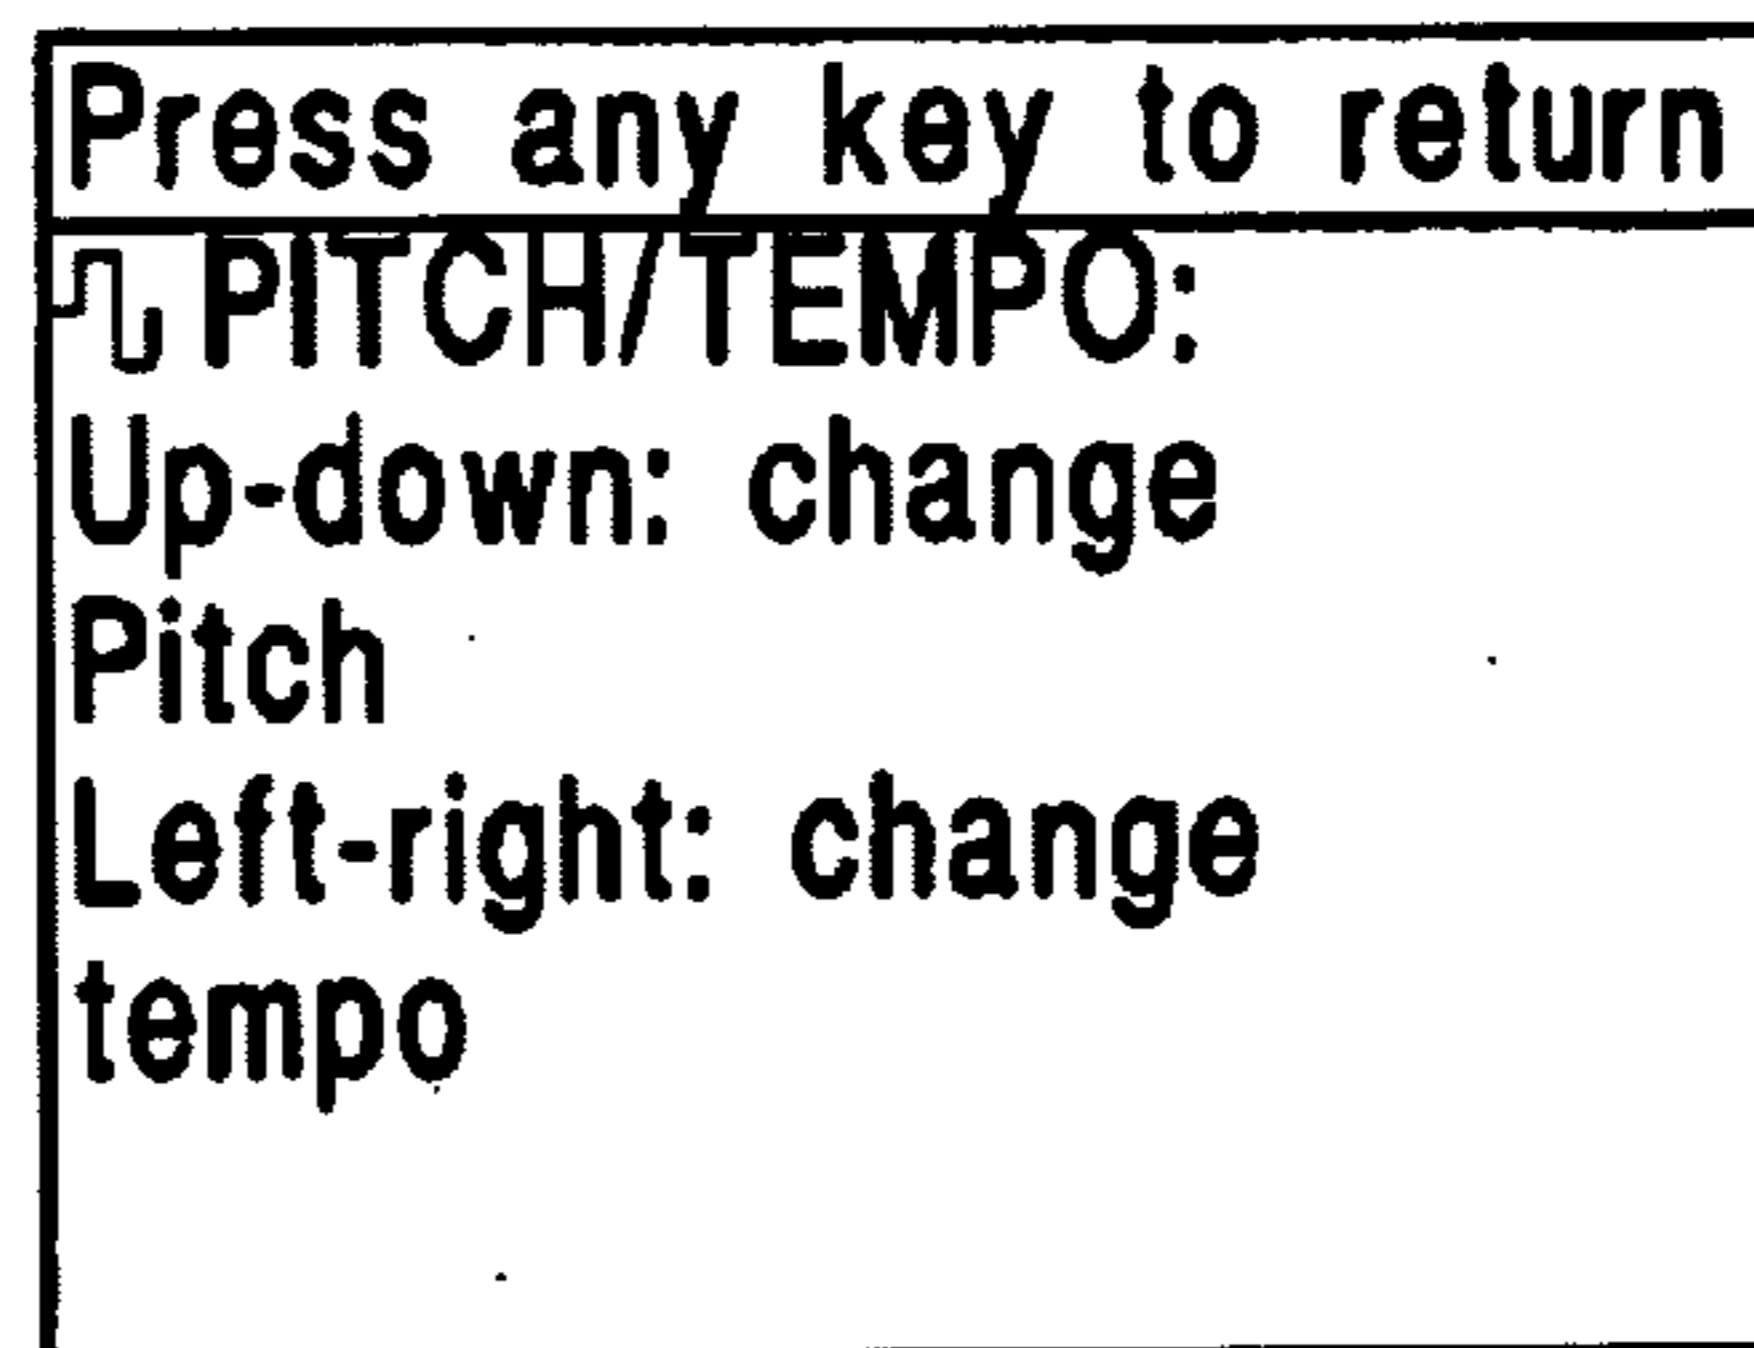 Press any key to return
PITCH/TEMPO:
Up-down: change
Pitch
Left-right: change
tempo